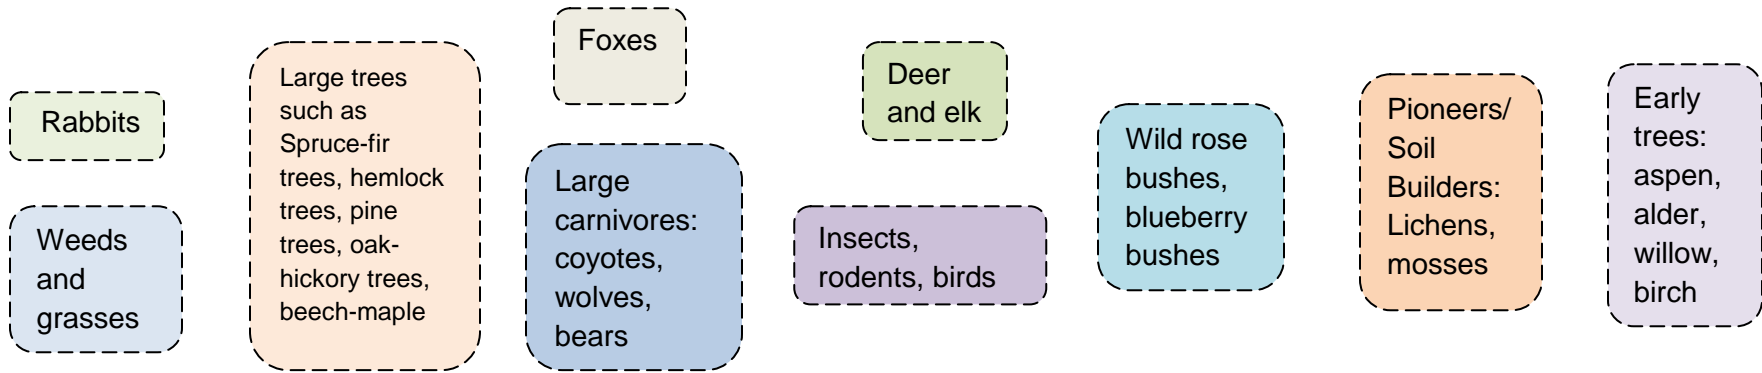 Rabbits
Weeds
and
grasses
Large trees
such as
Spruce-fir
trees, hemlock
trees, pine
trees, oak-
hickory trees,
beech-maple
Foxes
Large
carnivores:
coyotes,
wolves,
bears
Deer
and elk
Insects,
rodents, birds
Wild rose
bushes,
blueberry
bushes
Pioneers/
Soil
Builders:
Lichens,
mosses
Early
trees:
aspen,
alder,
willow,
birch